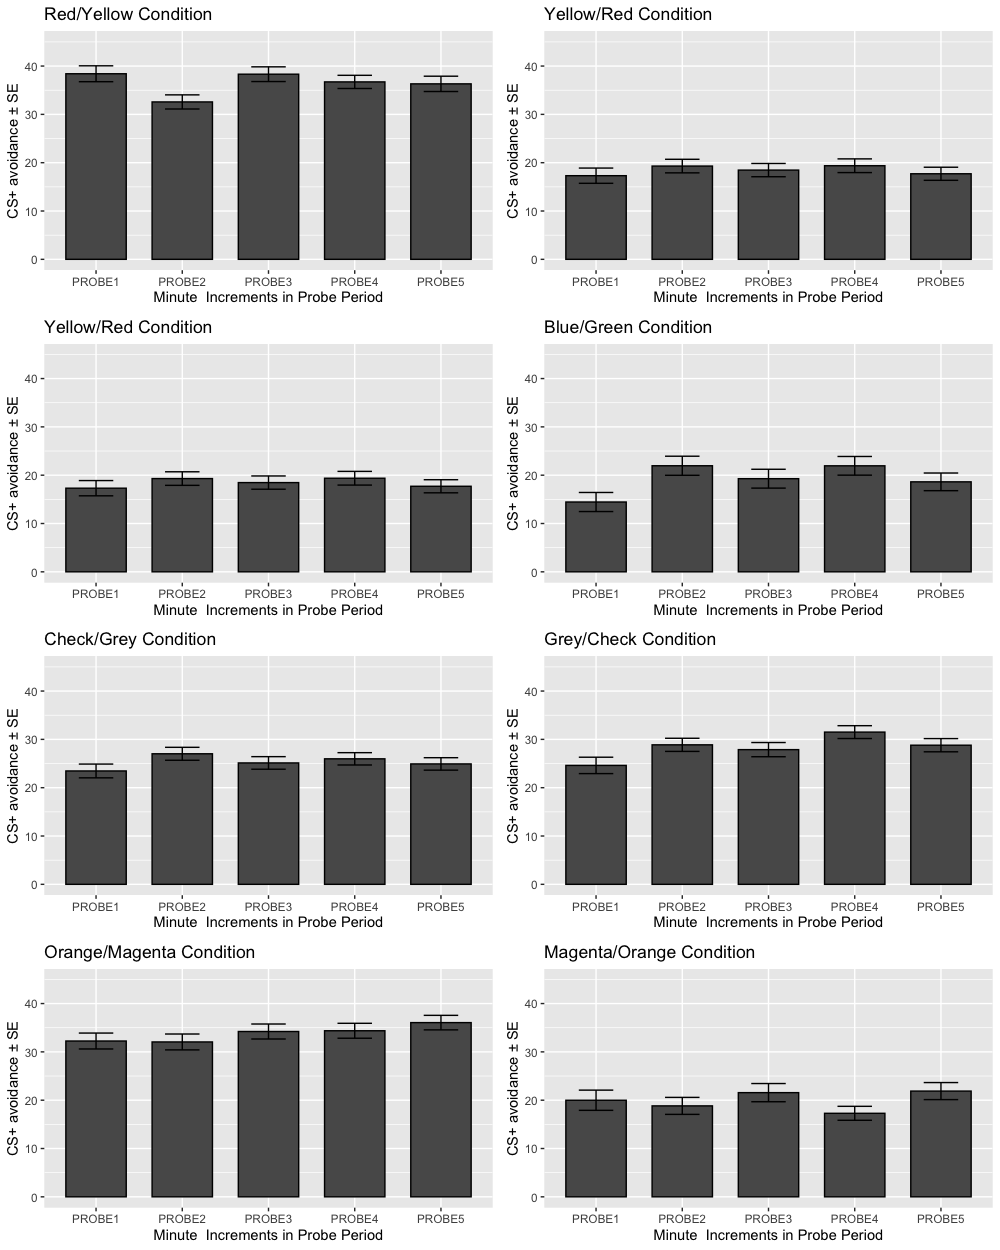 Red/Yellow Condition
CS+ avoidance ± SE
40
30
20
10
0
PROBE1 PROBE2 PROBE3 PROBE4 PROBE5
Minute  Increments in Probe Period
Yellow/Red Condition
CS+ avoidance ± SE
40
30
20
10
0
PROBE1 PROBE2 PROBE3 PROBE4 PROBE5
Minute  Increments in Probe Period
Yellow/Red Condition
CS+ avoidance ± SE
40
30
20
10
0
PROBE1 PROBE2 PROBE3 PROBE4 PROBE5
Minute  Increments in Probe Period
Blue/Green Condition
CS+ avoidance ± SE
40
30
20
10
0
PROBE1 PROBE2 PROBE3 PROBE4 PROBE5
Minute  Increments in Probe Period
Check/Grey Condition
CS+ avoidance ± SE
40
30
20
10
0
PROBE1 PROBE2 PROBE3 PROBE4 PROBE5
Minute  Increments in Probe Period
Grey/Check Condition
CS+ avoidance ± SE
40
30
20
10
0
PROBE1 PROBE2 PROBE3 PROBE4 PROBE5
Minute  Increments in Probe Period
Orange/Magenta Condition
CS+ avoidance ± SE
40
30
20
10
0
PROBE1 PROBE2 PROBE3 PROBE4 PROBE5
Minute  Increments in Probe Period
Magenta/Orange Condition
CS+ avoidance ± SE
40
30
20
10
0
PROBE1 PROBE2 PROBE3 PROBE4 PROBE5
Minute  Increments in Probe Period